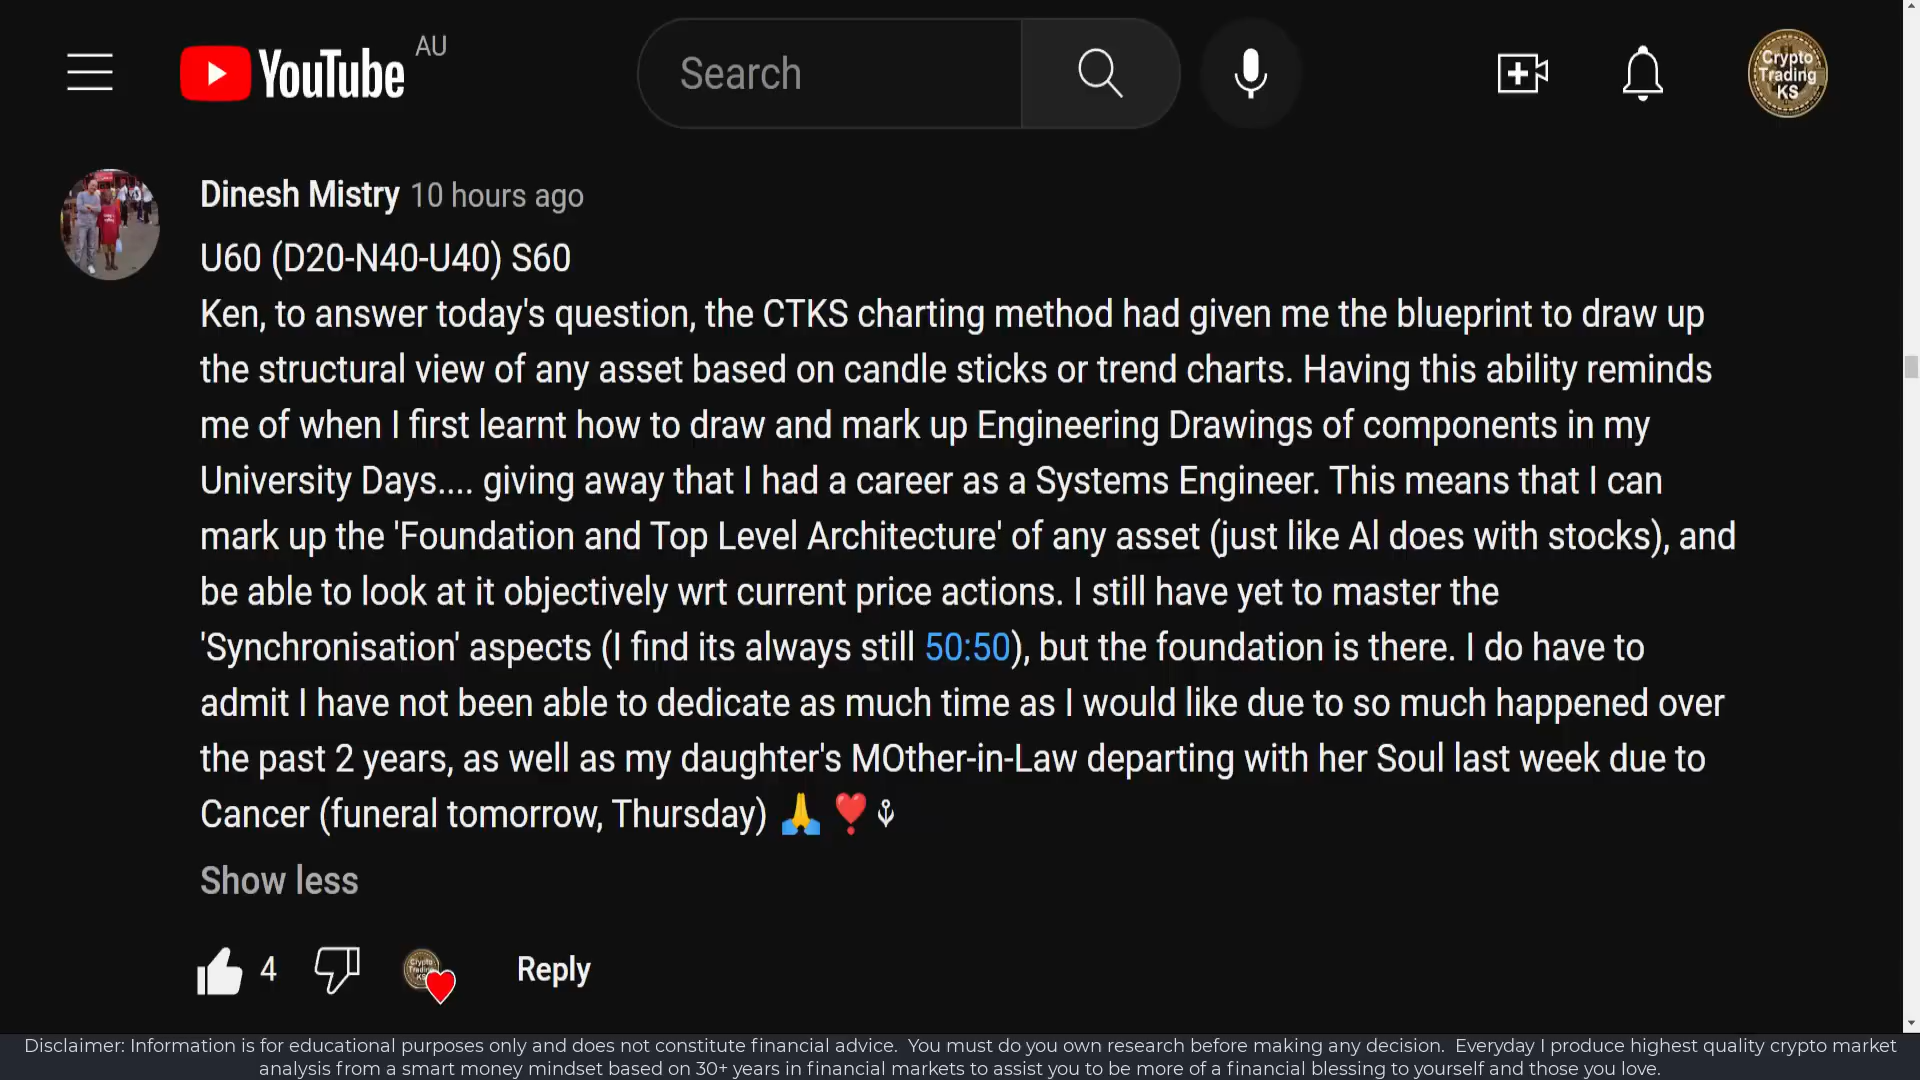 YouTube AU
Search
Crypto
Trading
KS
Dinesh Mistry 10 hours ago
U60 (D20-N40-U40) S60
Ken, to answer today's question, the CTKS charting method had given me the blueprint to draw up
the structural view of any asset based on candle sticks or trend charts. Having this ability reminds
me of when I first learnt how to draw and mark up Engineering Drawings of components in my
University Days.... giving away that I had a career as a Systems Engineer. This means that I can
mark up the 'Foundation and Top Level Architecture' of any asset (just like Al does with stocks), and
be able to look at it objectively wrt current price actions. I still have yet to master the
'Synchronisation' aspects (I find its always still 50:50), but the foundation is there. I do have to
admit I have not been able to dedicate as much time as I would like due to so much happened over
the past 2 years, as well as my daughter's MOther-in-Law departing with her Soul last week due to
Cancer (funeral tomorrow, Thursday) 🙏 ❣️⚓
Show less
4
Crypto
Trading
KS
Reply
Disclaimer: Information is for educational purposes only and does not constitute financial advice. You must do you own research before making any decision. Everyday I produce highest quality crypto market
analysis from a smart money mindset based on 30+ years in financial markets to assist you to be more of a financial blessing to yourself and those you love.